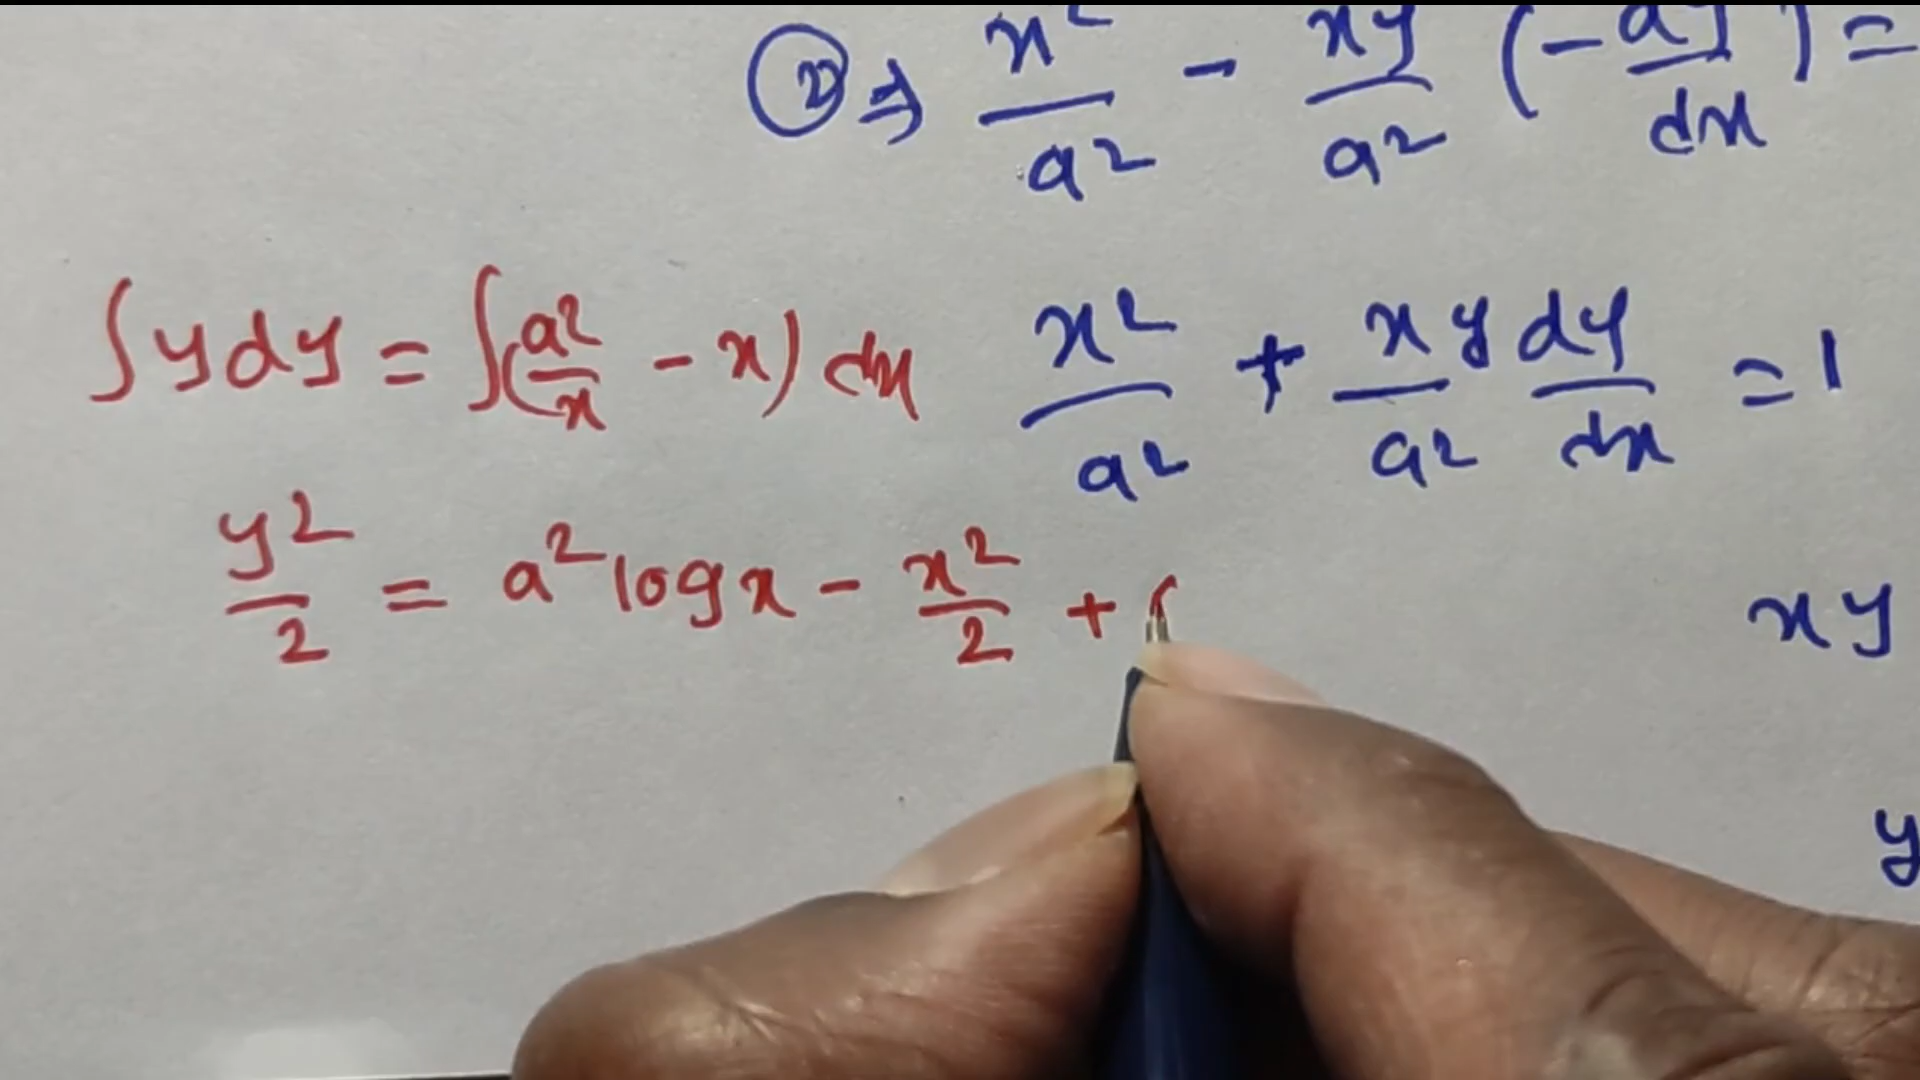 ② ⇒ x²/a² - xy/a² (-dy/dx) =
∫ y dy = ∫(a²/x - x) dx
x²/a² + xy/a² dy/dx = 1
y²/2 = a² log x - x²/2 +
xy
y